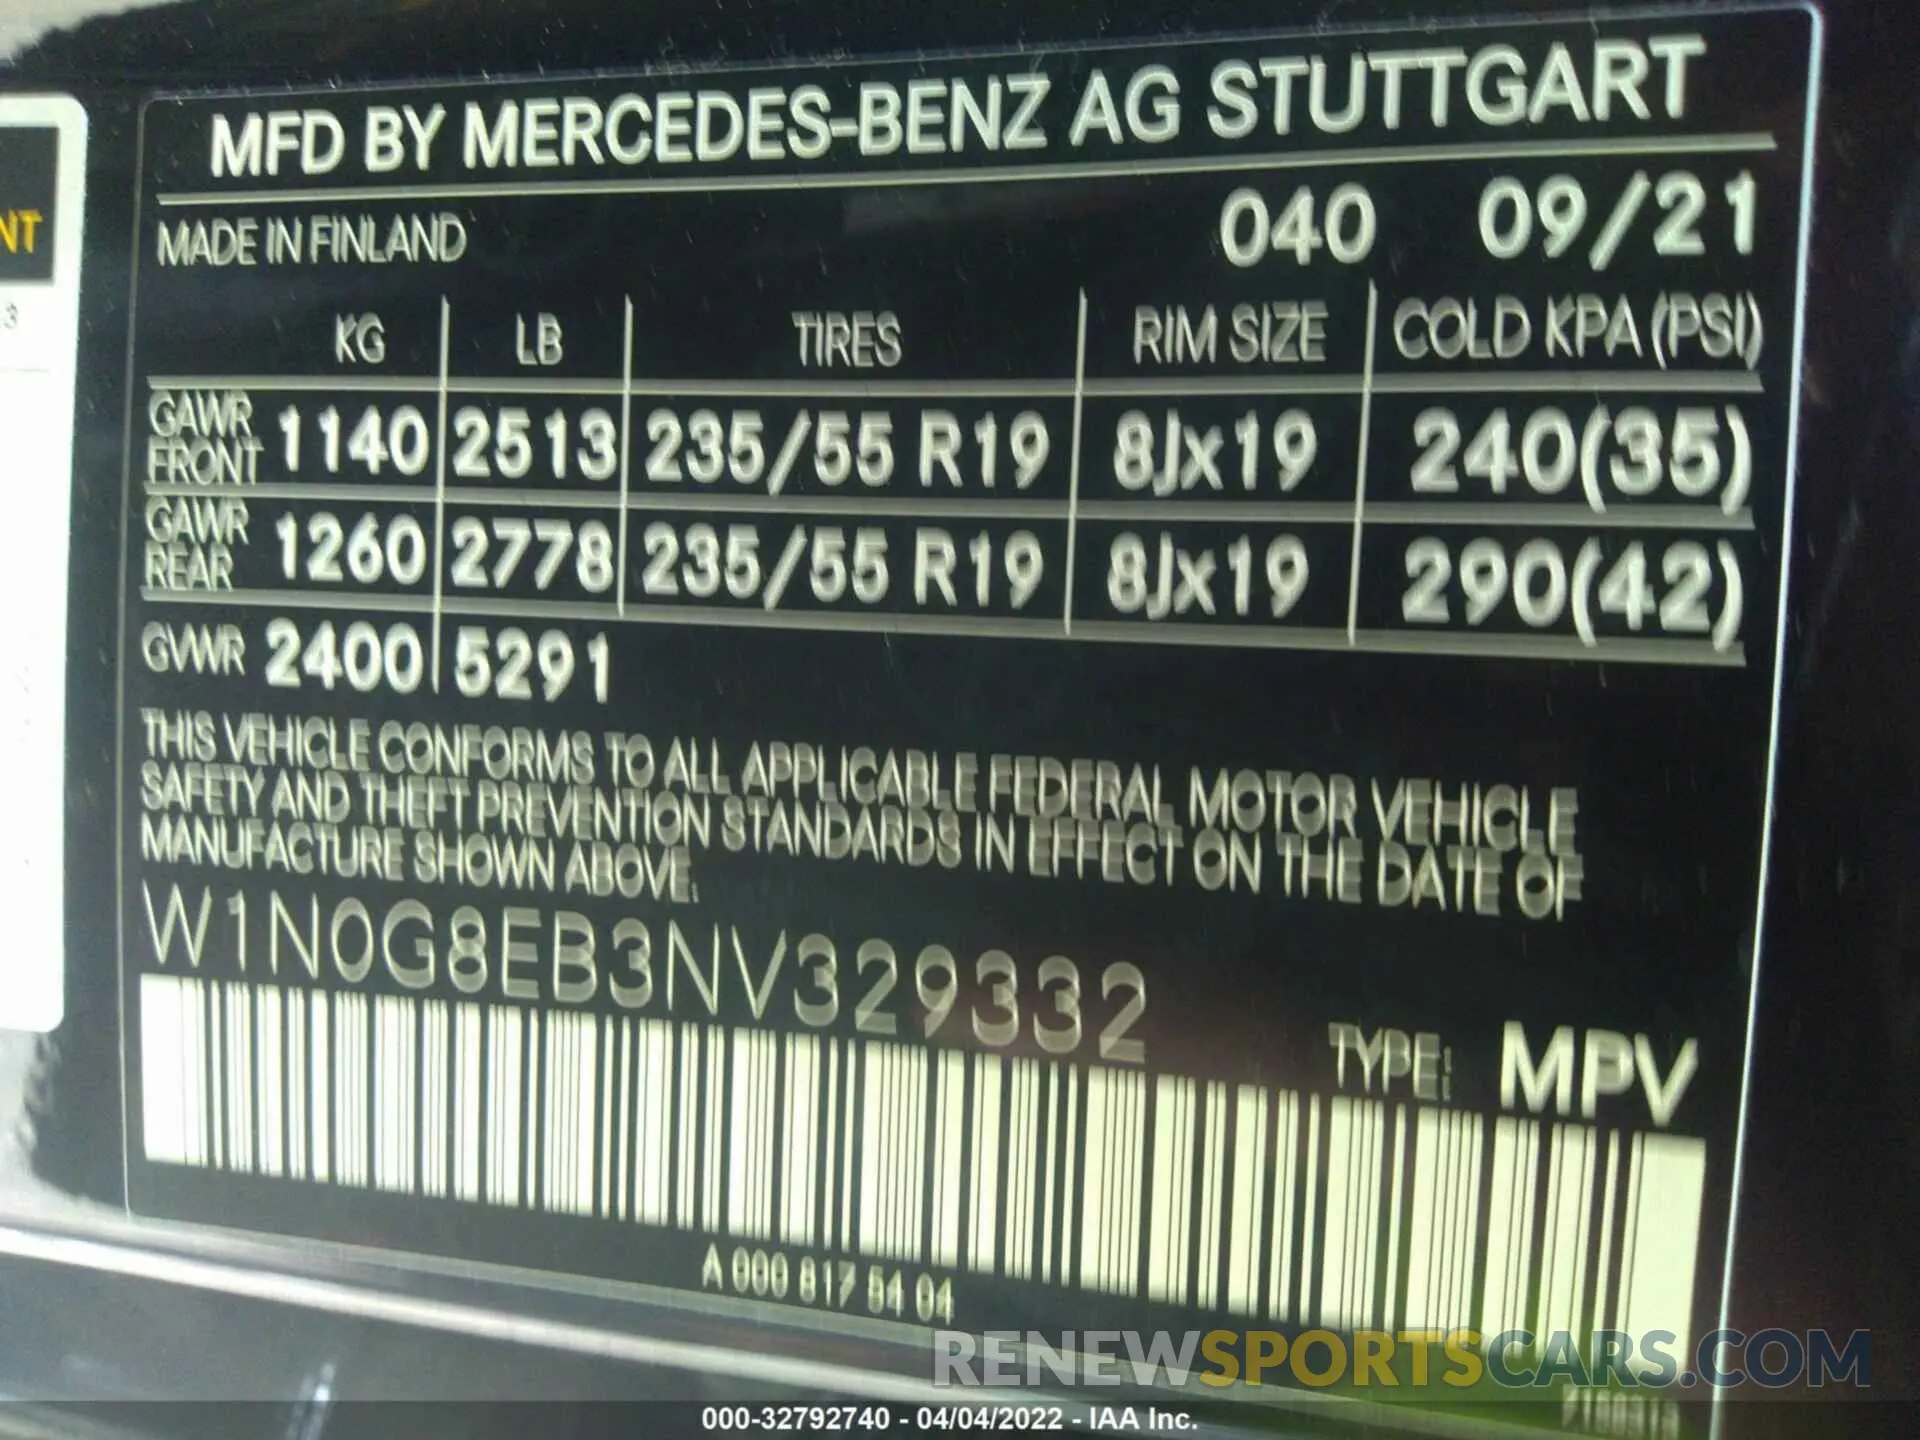 MFD BY MERCEDES-BENZ AG STUTTGART
MADE IN FINLAND 040 09/21
NT
3
KG LB TIRES RIM SIZE COLD KPA (PSI)
GAWR FRONT 1140 2513 235/55 R19 8Jx19 240(35)
GAWR REAR 1260 2778 235/55 R19 8Jx19 290(42)
GVWR 2400 5291
THIS VEHICLE CONFORMS TO ALL APPLICABLE FEDERAL MOTOR VEHICLE
SAFETY AND THEFT PREVENTION STANDARDS IN EFFECT ON THE DATE OF
MANUFACTURE SHOWN ABOVE.
W1N0G8EB3NV329332
TYPE: MPV
A 000 817 54 04
RENEWSPORTSCARS.COM
000-32792740 - 04/04/2022 - IAA Inc.